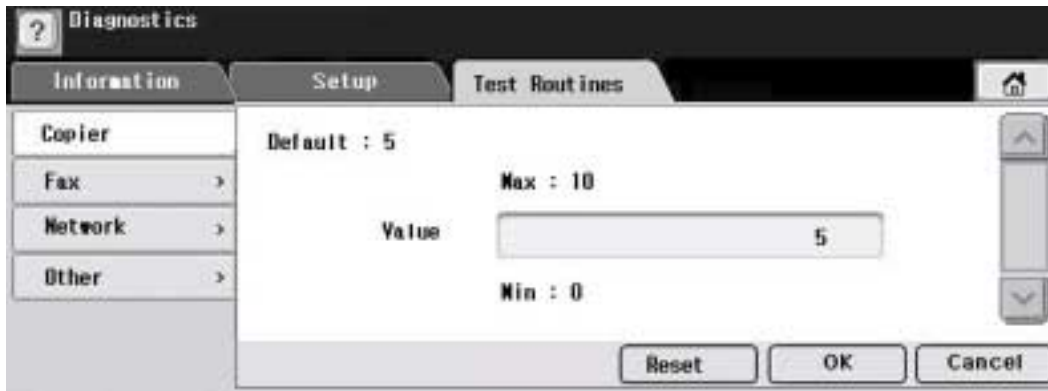 ? Diagnostics
Information Setup Test Routines
Copier
Default : 5
Fax >
Max : 10
Network >
Value 5
Other >
Min : 0
Reset OK Cancel